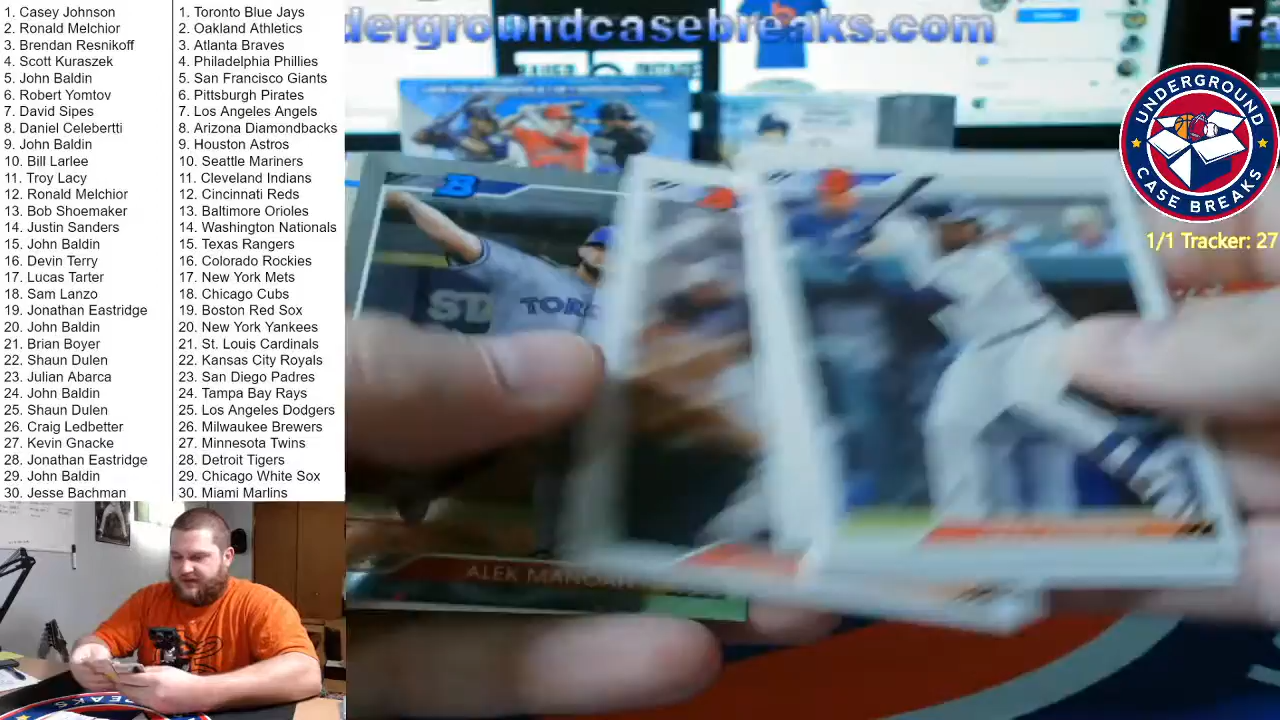 1. Casey Johnson
2. Ronald Melchior
3. Brendan Resnikoff
4. Scott Kuraszek
5. John Baldin
6. Robert Yomtov
7. David Sipes
8. Daniel Celebertti
9. John Baldin
10. Bill Larlee
11. Troy Lacy
12. Ronald Melchior
13. Bob Shoemaker
14. Justin Sanders
15. John Baldin
16. Devin Terry
17. Lucas Tarter
18. Sam Lanzo
19. Jonathan Eastridge
20. John Baldin
21. Brian Boyer
22. Shaun Dulen
23. Julian Abarca
24. John Baldin
25. Shaun Dulen
26. Craig Ledbetter
27. Kevin Gnacke
28. Jonathan Eastridge
29. John Baldin
30. Jesse Bachman
1. Toronto Blue Jays
2. Oakland Athletics
3. Atlanta Braves
4. Philadelphia Phillies
5. San Francisco Giants
6. Pittsburgh Pirates
7. Los Angeles Angels
8. Arizona Diamondbacks
9. Houston Astros
10. Seattle Mariners
11. Cleveland Indians
12. Cincinnati Reds
13. Baltimore Orioles
14. Washington Nationals
15. Texas Rangers
16. Colorado Rockies
17. New York Mets
18. Chicago Cubs
19. Boston Red Sox
20. New York Yankees
21. St. Louis Cardinals
22. Kansas City Royals
23. San Diego Padres
24. Tampa Bay Rays
25. Los Angeles Dodgers
26. Milwaukee Brewers
27. Minnesota Twins
28. Detroit Tigers
29. Chicago White Sox
30. Miami Marlins
dergroundcasebreaks.com
Fa
UNDERGROUND
CASE BREAKS
1/1 Tracker: 27
TORO
ALEK MANOAH